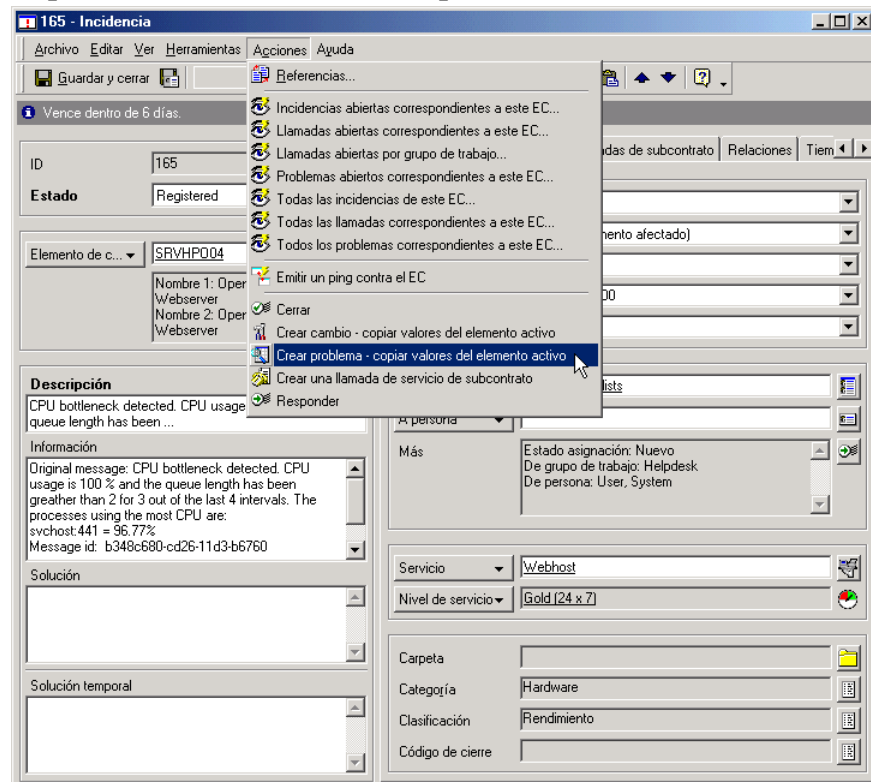 165 - Incidencia
Archivo Editar Ver Herramientas Acciones Ayuda
Guardar y cerrar
Vence dentro de 6 días.
Referencias...
Incidencias abiertas correspondientes a este EC...
Llamadas abiertas correspondientes a este EC...
Llamadas abiertas por grupo de trabajo...
Problemas abiertos correspondientes a este EC...
Todas las incidencias de este EC...
Todas las llamadas correspondientes a este EC...
Todos los problemas correspondientes a este EC...
Emitir un ping contra el EC
Cerrar
Crear cambio - copiar valores del elemento activo
Crear problema - copiar valores del elemento activo
Crear una llamada de servicio de subcontrato
Responder
ID 165
Estado Registered
Elemento de c... SRVHP004
Nombre 1: Oper
Webserver
Nombre 2: Oper
Webserver
Descripción
CPU bottleneck detected. CPU usage
queue length has been ...
Información
Original message: CPU bottleneck detected. CPU
usage is 100 % and the queue length has been
greather than 2 for 3 out of the last 4 intervals. The
processes using the most CPU are:
svchost:441 = 96.77%
Message id: b348c680-cd26-11d3-b6760
Solución
Solución temporal
das de subcontrato Relaciones Tiem
ento afectado)
00
ists
A persona
Más
Estado asignación: Nuevo
De grupo de trabajo: Helpdesk
De persona: User, System
Servicio Webhost
Nivel de servicio Gold (24 x 7)
Carpeta
Categoría Hardware
Clasificación Rendimiento
Código de cierre